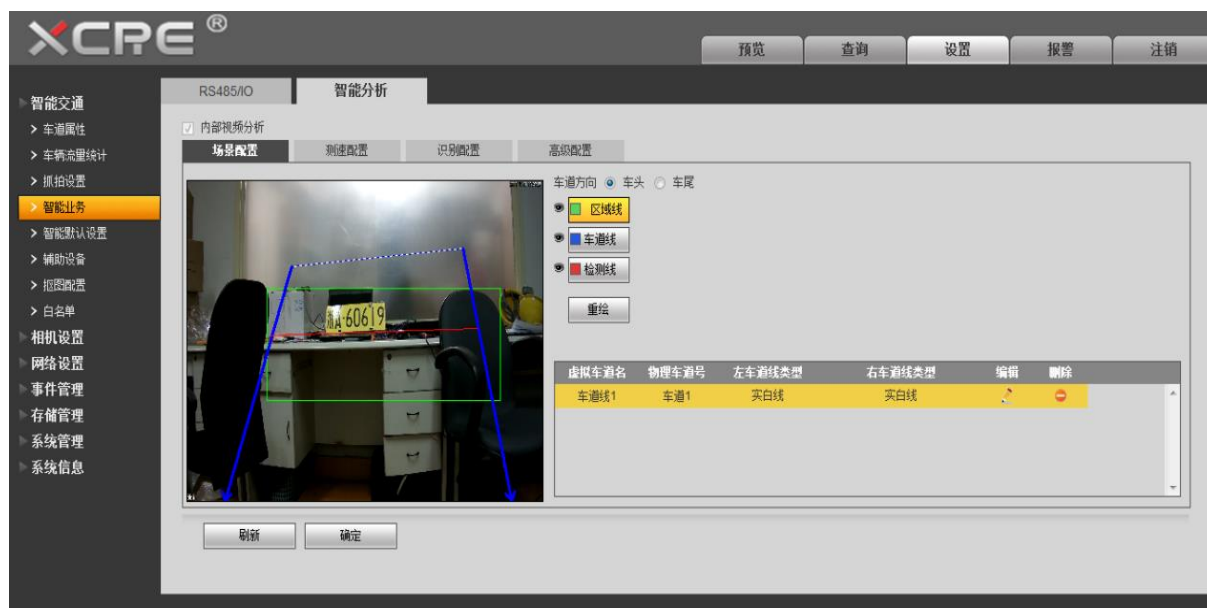 XCRE ®
预览 查询 设置 报警 注销
RS485/IO 智能分析
智能交通
> 车道属性
> 车辆流量统计
> 抓拍设置
> 智能业务
> 智能默认设置
> 辅助设备
> 抠图配置
> 白名单
相机设置
网络设置
事件管理
存储管理
系统管理
系统信息
内部视频分析
场景配置 测速配置 识别配置 高级配置
60619
车道方向 车头 车尾
区域线
车道线
检测线
重绘
虚拟车道名 物理车道号 左车道线类型 右车道线类型 编辑 删除
车道线1 车道1 实白线 实白线
刷新 确定